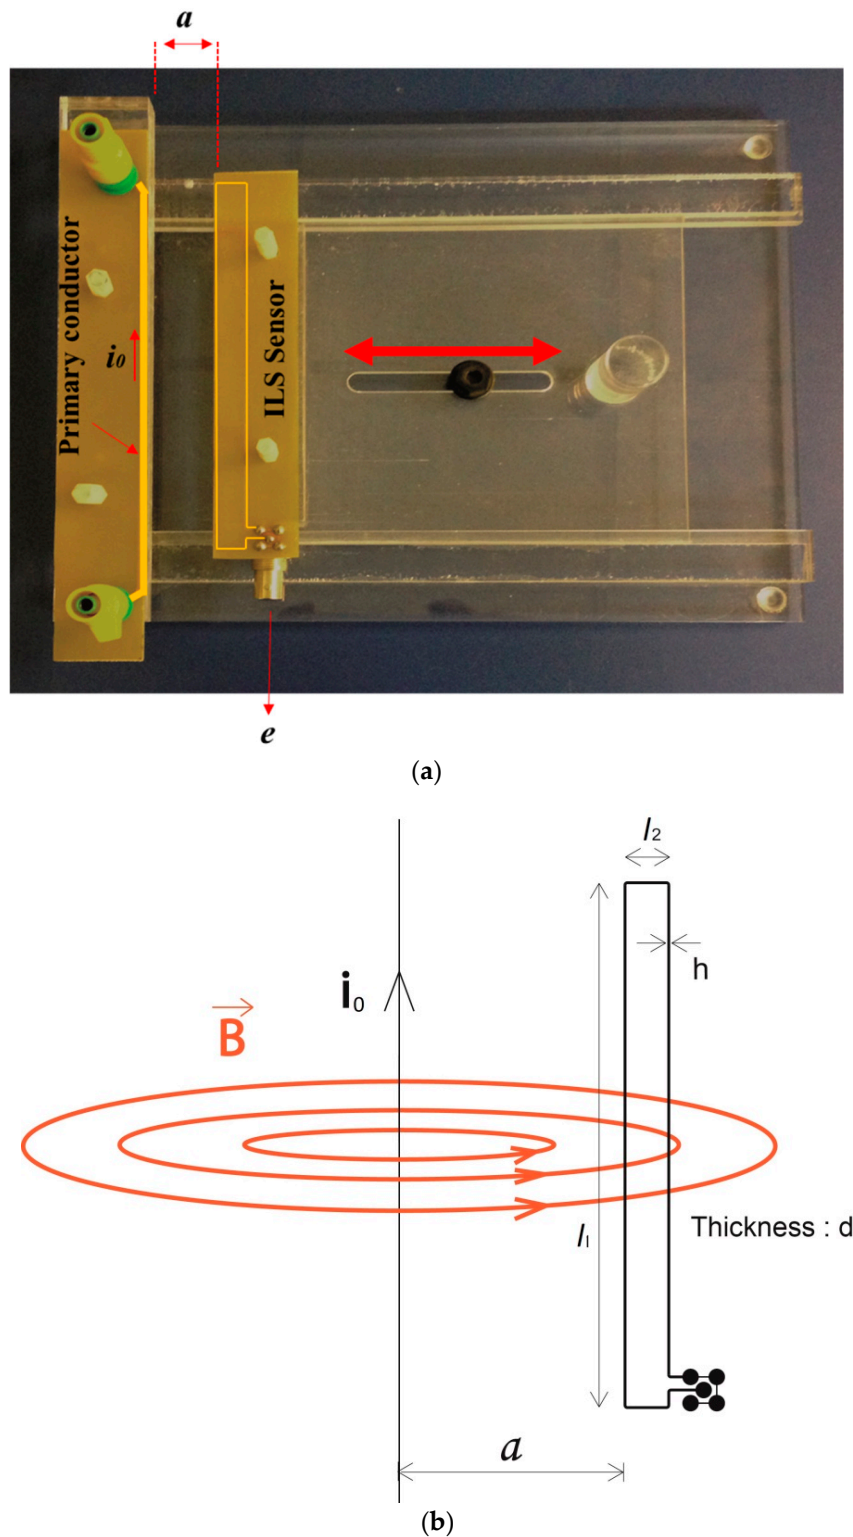 a
Primary conductor
i0
ILS Sensor
e
(a)
l2
h
i0
B
l1
Thickness : d
a
(b)